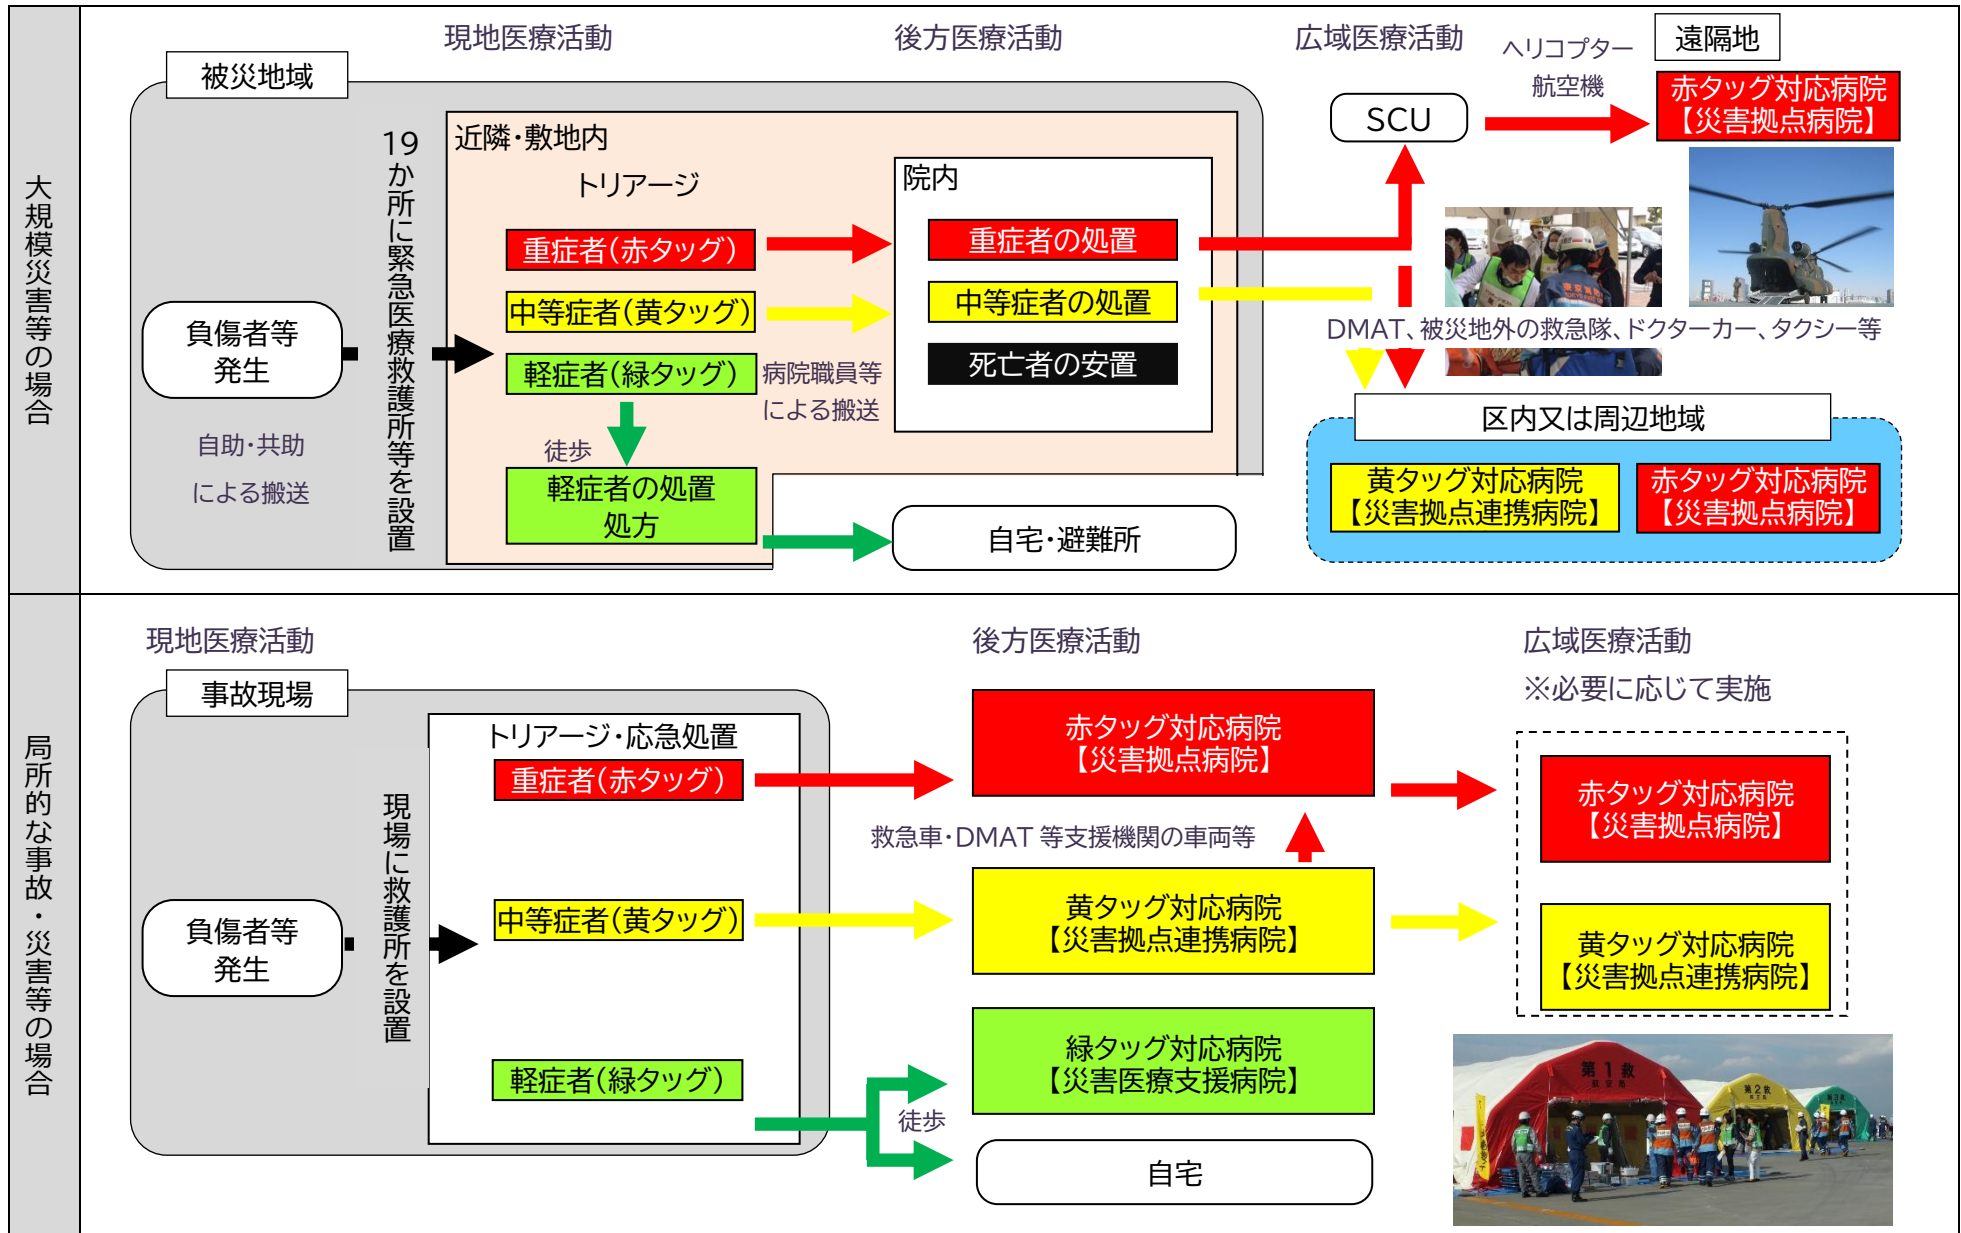 大規模災害等の場合
現地医療活動
後方医療活動
広域医療活動
ヘリコプター
航空機
遠隔地
赤タッグ対応病院
【災害拠点病院】
被災地域
SCU
19か所に緊急医療救護所等を設置
近隣・敷地内
トリアージ
院内
重症者(赤タッグ)
重症者の処置
中等症者(黄タッグ)
中等症者の処置
負傷者等
発生
軽症者(緑タッグ)
病院職員等
による搬送
死亡者の安置
DMAT、被災地外の救急隊、ドクターカー、タクシー等
自助・共助
による搬送
徒歩
軽症者の処置
処方
自宅・避難所
区内又は周辺地域
黄タッグ対応病院
【災害拠点連携病院】
赤タッグ対応病院
【災害拠点病院】
局所的な事故・災害等の場合
現地医療活動
後方医療活動
広域医療活動
※必要に応じて実施
事故現場
負傷者等
発生
現場に救護所を設置
トリアージ・応急処置
重症者(赤タッグ)
中等症者(黄タッグ)
軽症者(緑タッグ)
赤タッグ対応病院
【災害拠点病院】
救急車・DMAT 等支援機関の車両等
黄タッグ対応病院
【災害拠点連携病院】
緑タッグ対応病院
【災害医療支援病院】
徒歩
自宅
赤タッグ対応病院
【災害拠点病院】
黄タッグ対応病院
【災害拠点連携病院】
第1救
第2救